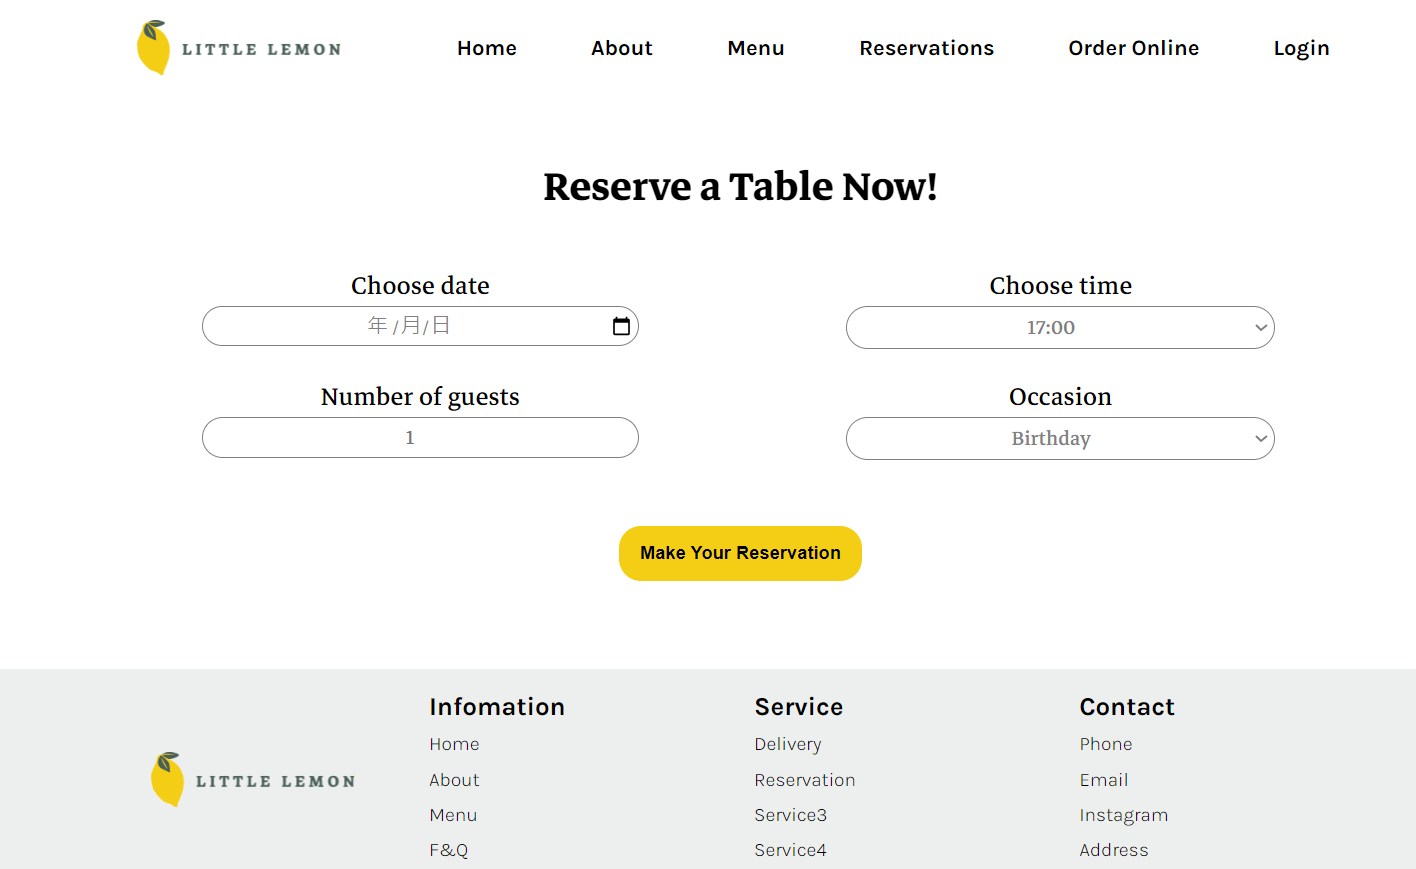 LITTLE LEMON
Home About Menu Reservations Order Online Login
Reserve a Table Now!
Choose date
年 /月/日
Choose time
17:00
Number of guests
1
Occasion
Birthday
Make Your Reservation
LITTLE LEMON
Infomation
Home
About
Menu
F&Q
Service
Delivery
Reservation
Service3
Service4
Contact
Phone
Email
Instagram
Address